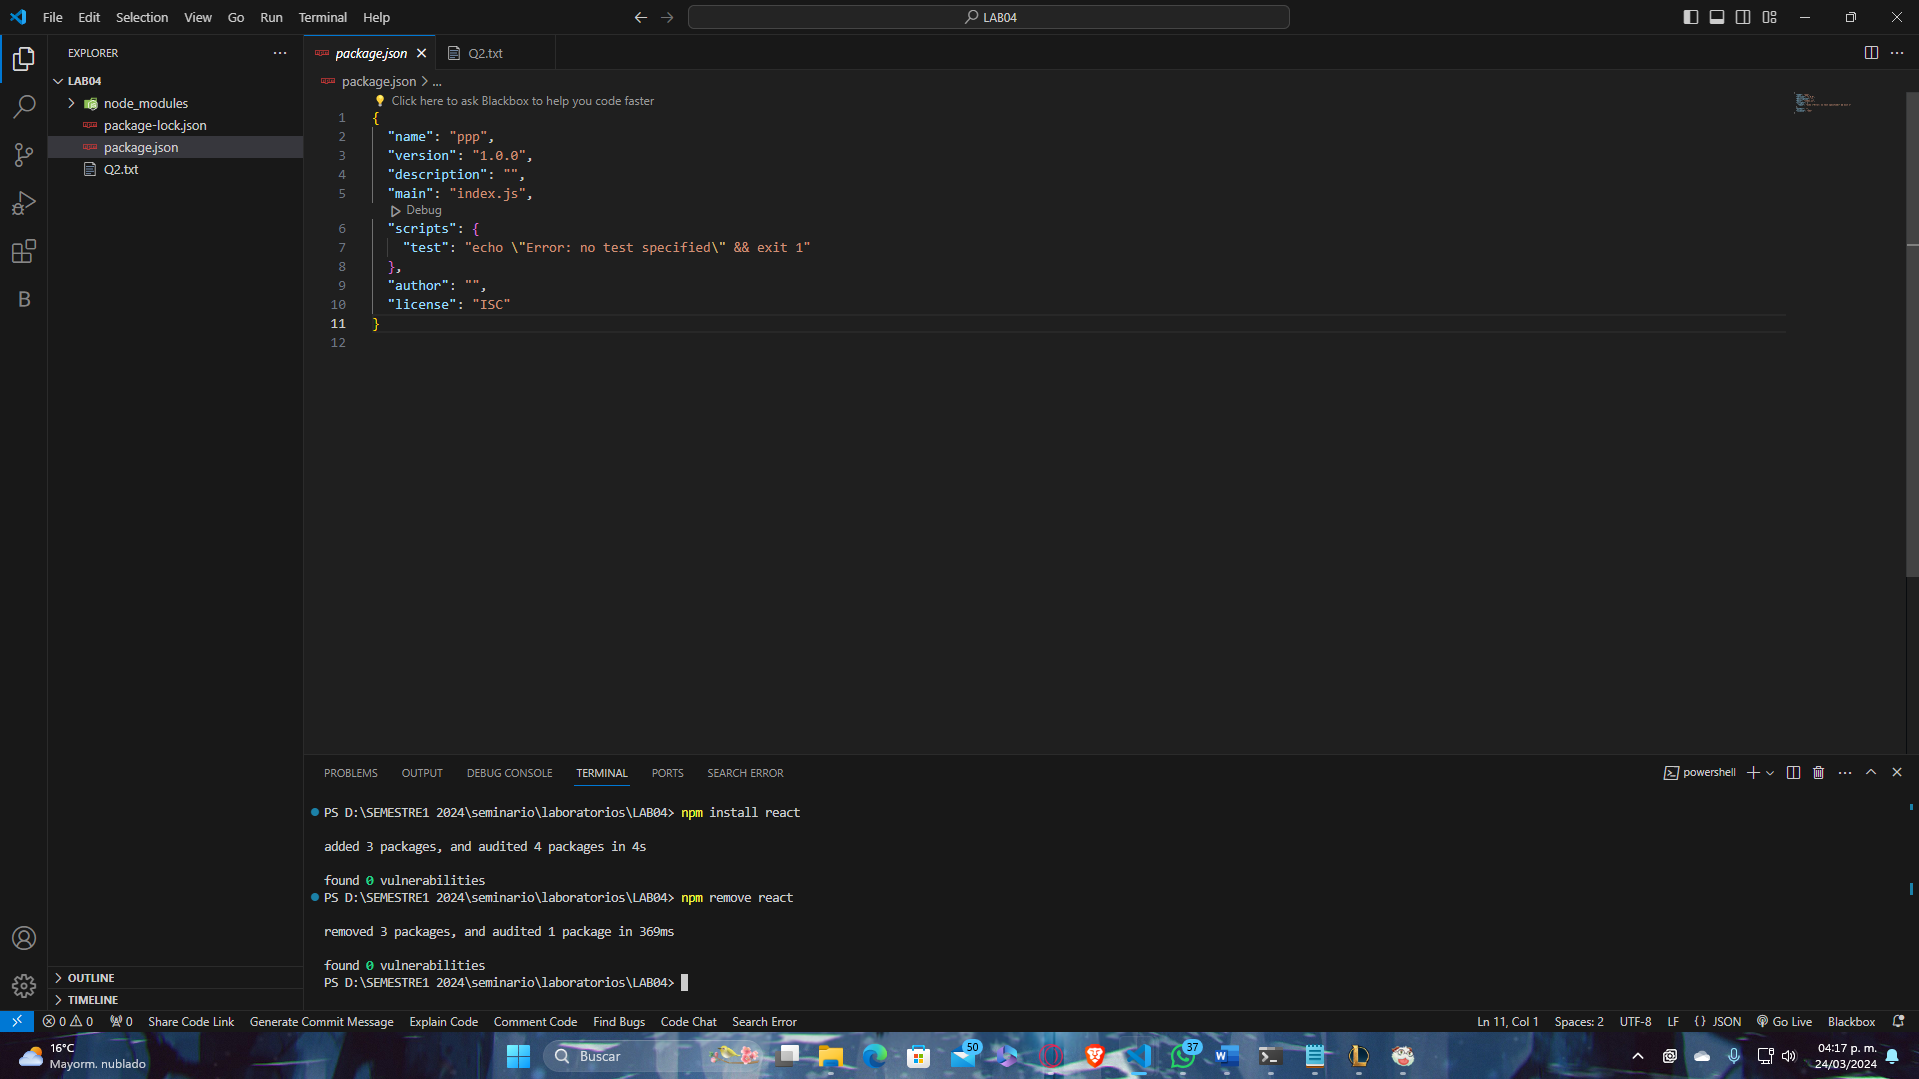 File Edit Selection View Go Run Terminal Help
LAB04
EXPLORER
LAB04
node_modules
package-lock.json
package.json
Q2.txt
OUTLINE
TIMELINE
package.json
Q2.txt
package.json > ...
Click here to ask Blackbox to help you code faster
1 {
2 "name": "ppp",
3 "version": "1.0.0",
4 "description": "",
5 "main": "index.js",
Debug
6 "scripts": {
7 "test": "echo \"Error: no test specified\" && exit 1"
8 },
9 "author": "",
10 "license": "ISC"
11 }
12
PROBLEMS OUTPUT DEBUG CONSOLE TERMINAL PORTS SEARCH ERROR
powershell
PS D:\SEMESTRE1 2024\seminario\laboratorios\LAB04> npm install react
added 3 packages, and audited 4 packages in 4s
found 0 vulnerabilities
PS D:\SEMESTRE1 2024\seminario\laboratorios\LAB04> npm remove react
removed 3 packages, and audited 1 package in 369ms
found 0 vulnerabilities
PS D:\SEMESTRE1 2024\seminario\laboratorios\LAB04>
0 0 0 Share Code Link Generate Commit Message Explain Code Comment Code Find Bugs Code Chat Search Error
Ln 11, Col 1 Spaces: 2 UTF-8 LF {} JSON Go Live Blackbox
16°C
Mayorm. nublado
Buscar
50
37
04:17 p. m.
24/03/2024